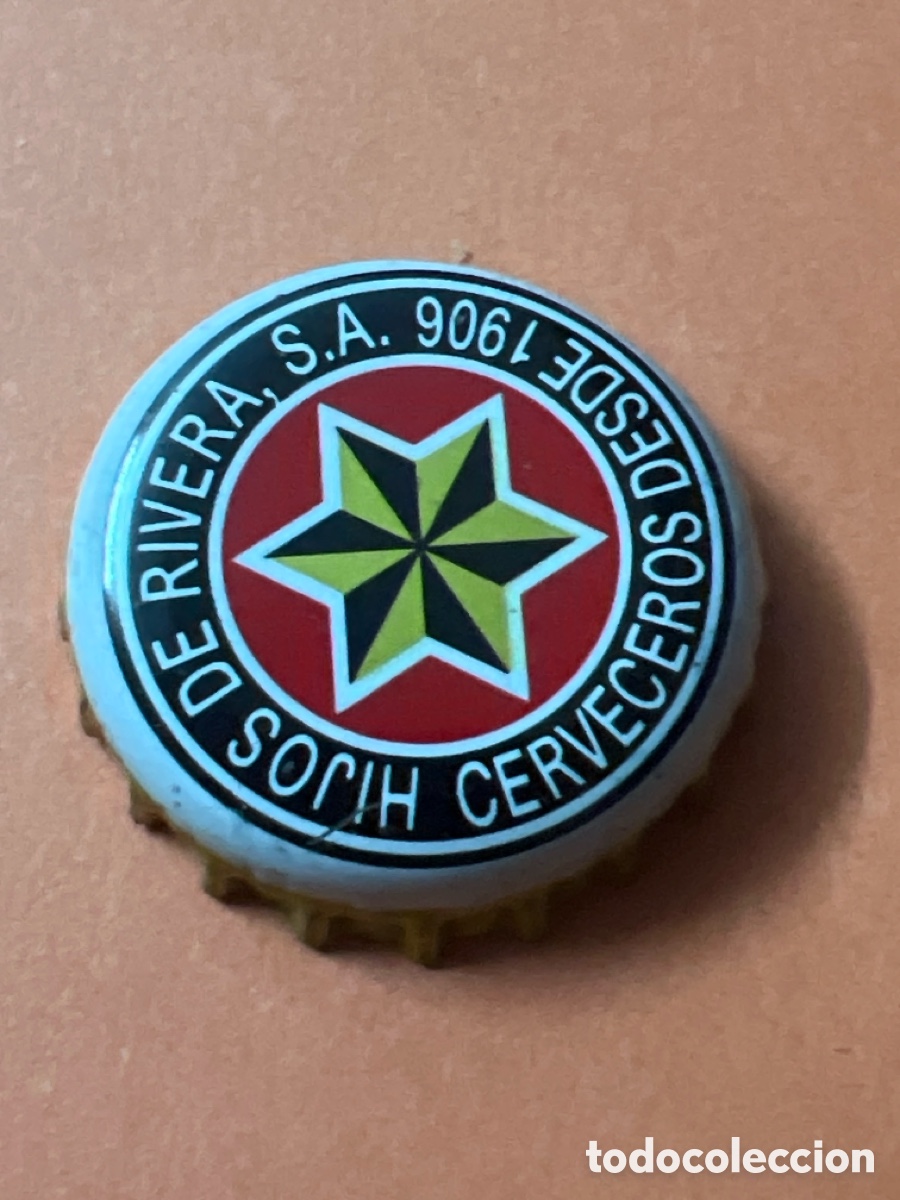 HIJOS DE RIVERA, S.A.
CERVECEROS DESDE 1906
todocoleccion